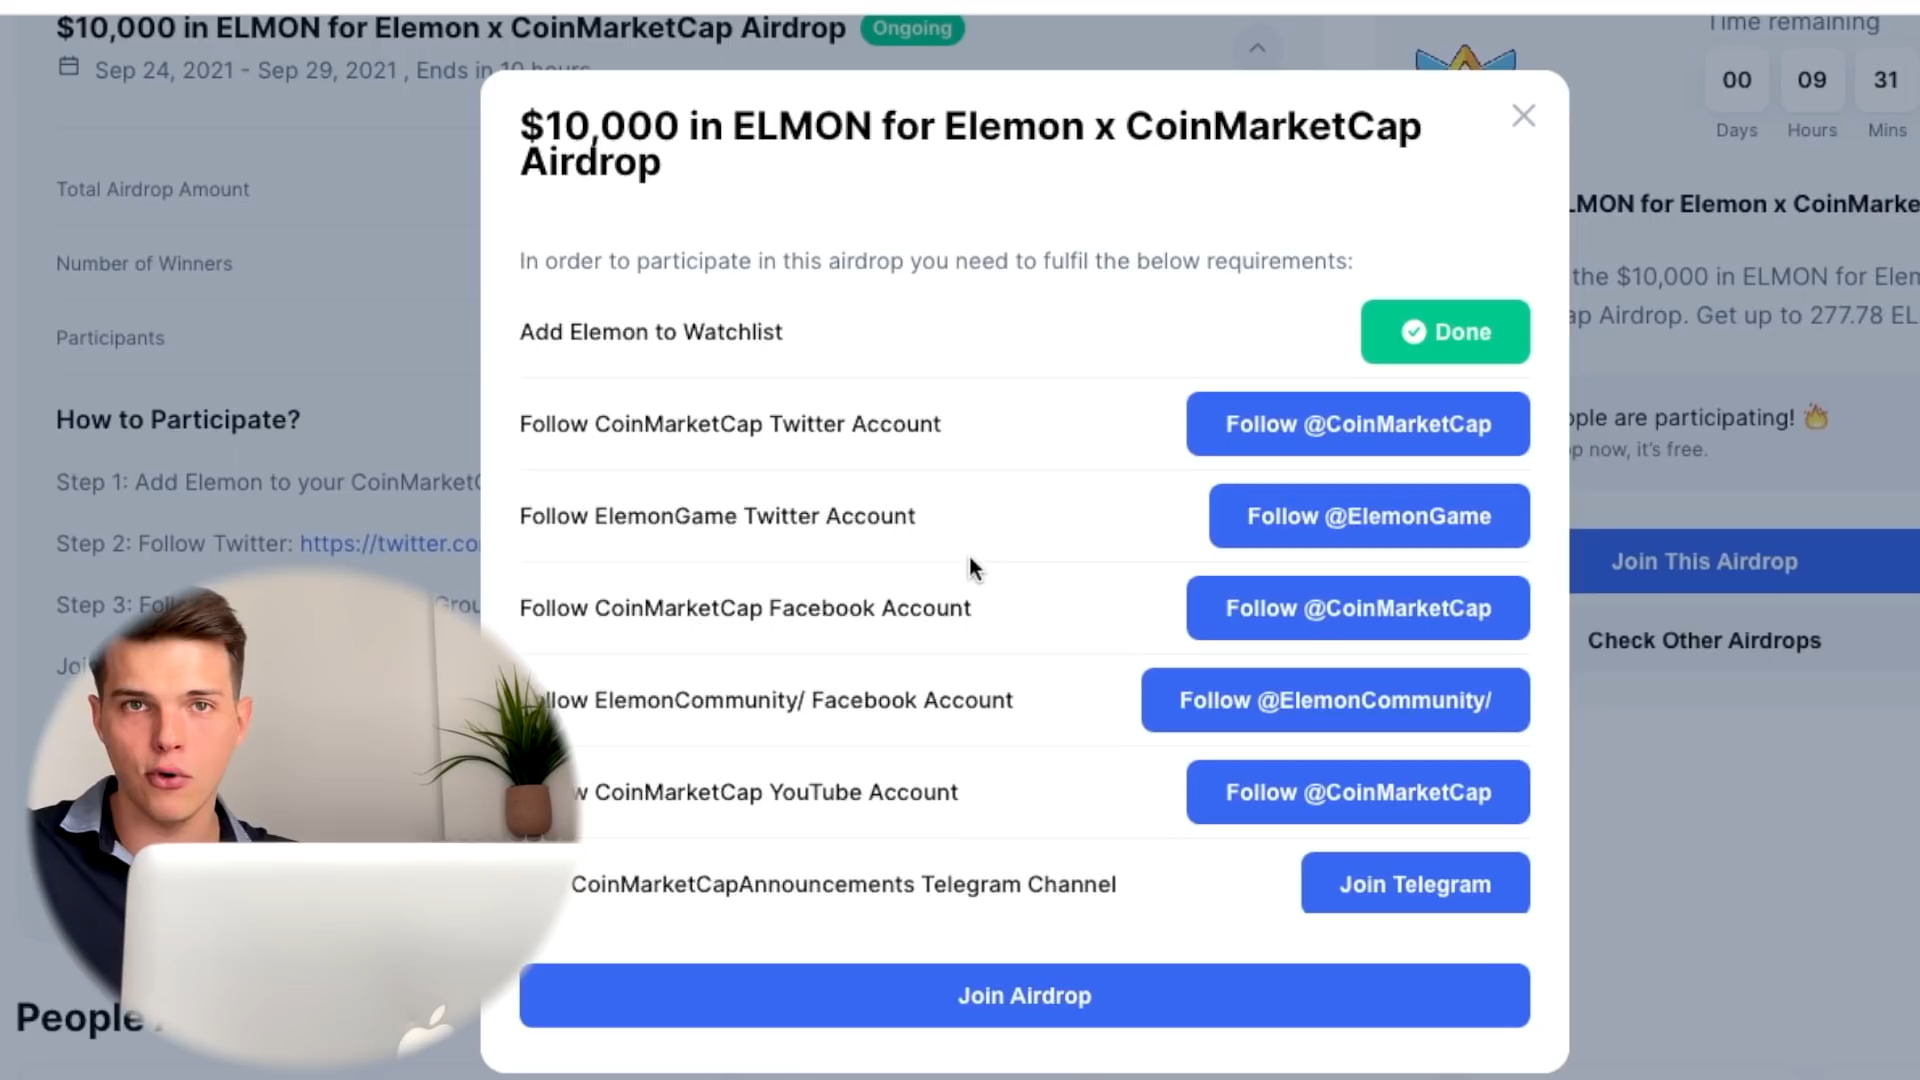 $10,000 in ELMON for Elemon x CoinMarketCap Airdrop
Ongoing
Sep 24, 2021 - Sep 29, 2021 , Ends in 10 hours
Total Airdrop Amount
Number of Winners
Participants
How to Participate?
Step 1: Add Elemon to your CoinMarket
Step 2: Follow Twitter: https://twitter.co
Step 3:
People
$10,000 in ELMON for Elemon x CoinMarketCap
Airdrop
In order to participate in this airdrop you need to fulfil the below requirements:
Add Elemon to Watchlist
Done
Follow CoinMarketCap Twitter Account
Follow @CoinMarketCap
Follow ElemonGame Twitter Account
Follow @ElemonGame
Follow CoinMarketCap Facebook Account
Follow @CoinMarketCap
llow ElemonCommunity/ Facebook Account
Follow @ElemonCommunity/
w CoinMarketCap YouTube Account
Follow @CoinMarketCap
CoinMarketCapAnnouncements Telegram Channel
Join Telegram
Join Airdrop
Time remaining
00
09
31
Days
Hours
Mins
LMON for Elemon x CoinMarke
the $10,000 in ELMON for Elem
ap Airdrop. Get up to 277.78 EL
ople are participating!
p now, it's free.
Join This Airdrop
Check Other Airdrops